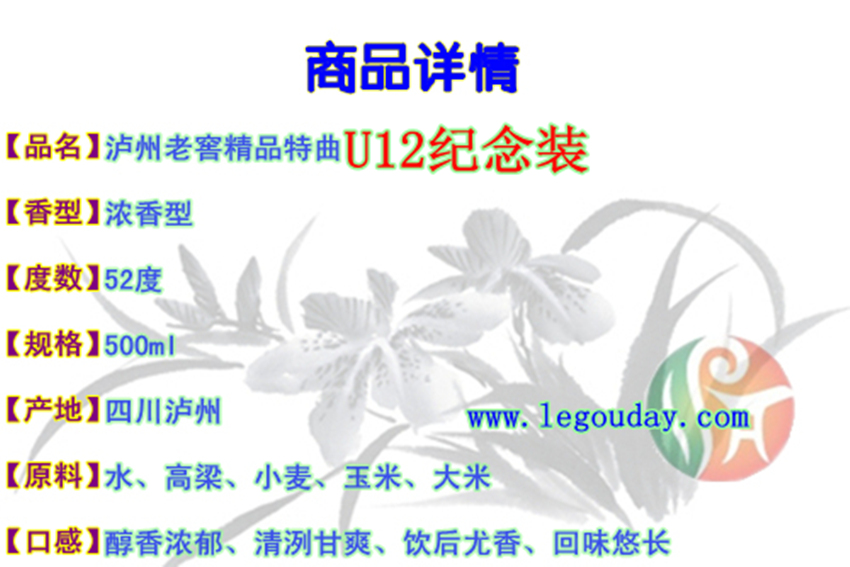 商品详情
【品名】泸州老窖精品特曲U12纪念装
【香型】浓香型
【度数】52度
【规格】500ml
【产地】四川泸州
www.legouday.com
【原料】水、高梁、小麦、玉米、大米
【口感】醇香浓郁、清洌甘爽、饮后尤香、回味悠长